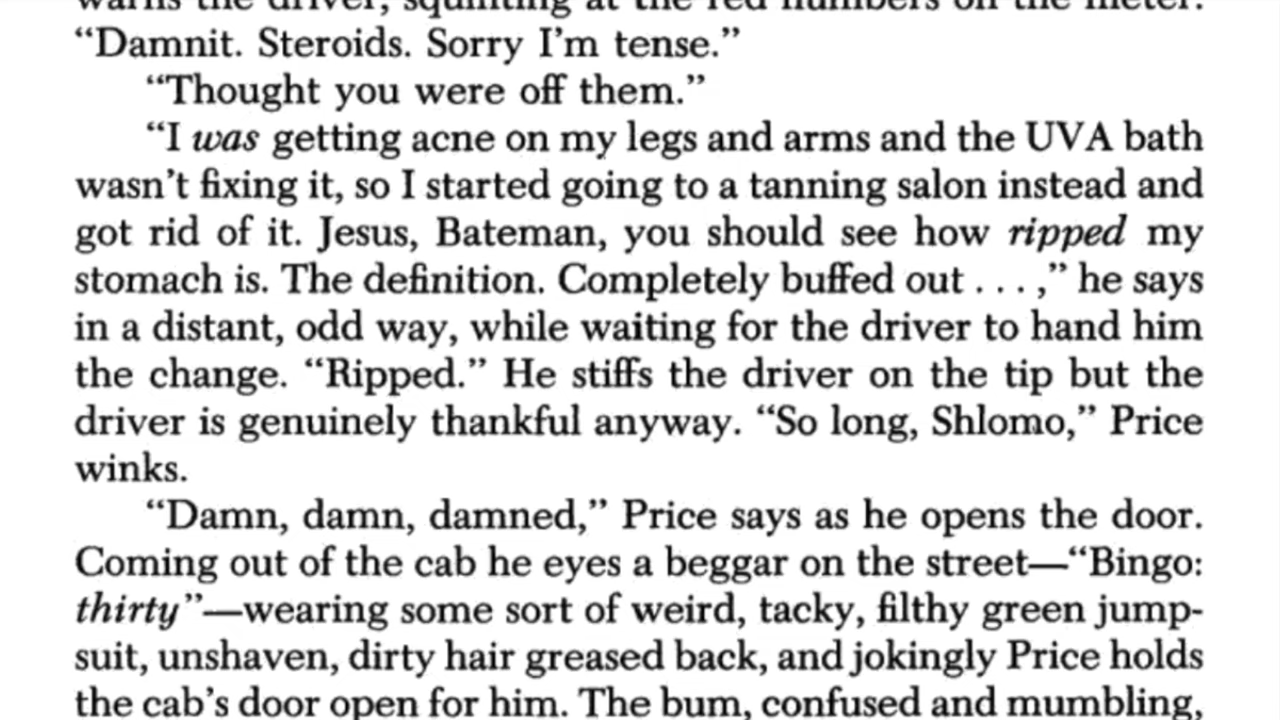 warns the driver, squinting at the red numbers on the meter.
“Damnit. Steroids. Sorry I’m tense.”
“Thought you were off them.”
“I was getting acne on my legs and arms and the UVA bath
wasn’t fixing it, so I started going to a tanning salon instead and
got rid of it. Jesus, Bateman, you should see how ripped my
stomach is. The definition. Completely buffed out . . . ,” he says
in a distant, odd way, while waiting for the driver to hand him
the change. “Ripped.” He stiffs the driver on the tip but the
driver is genuinely thankful anyway. “So long, Shlomo,” Price
winks.
“Damn, damn, damned,” Price says as he opens the door.
Coming out of the cab he eyes a beggar on the street—“Bingo:
thirty”—wearing some sort of weird, tacky, filthy green jump-
suit, unshaven, dirty hair greased back, and jokingly Price holds
the cab’s door open for him. The bum, confused and mumbling,